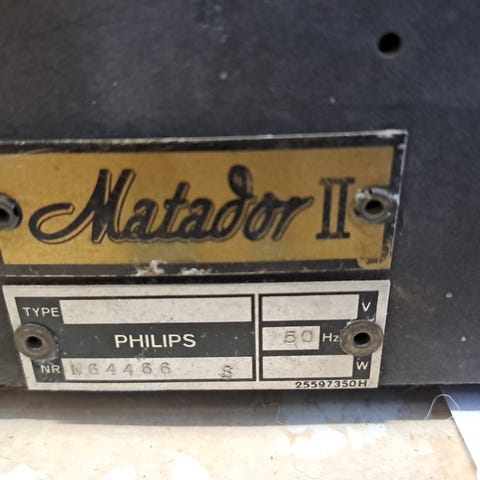 Matador II
TYPE V
PHILIPS 50 Hz
NR N64466 S W
25597350H